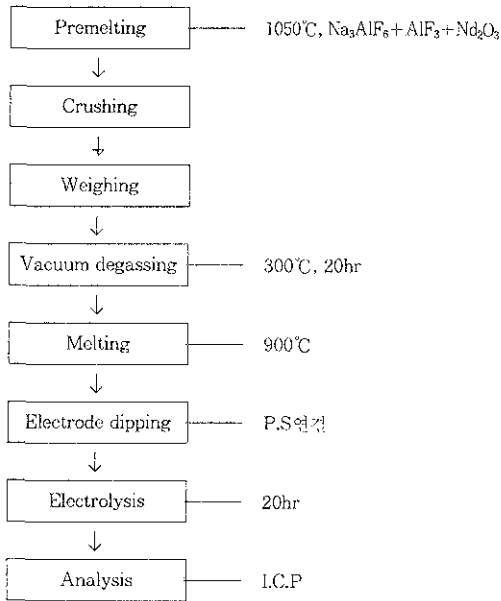 Premelting
1050℃, Na₃AlF₆+AlF₃+Nd₂O₃
Crushing
Weighing
Vacuum degassing
300℃, 20hr
Melting
900℃
Electrode dipping
P.S연결
Electrolysis
20hr
Analysis
I.C.P